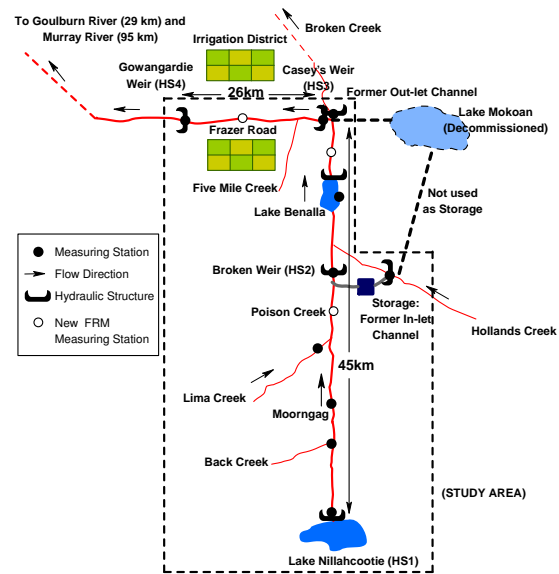 To Goulburn River (29 km) and
Murray River (95 km)
Broken Creek
Irrigation District
Gowangardie
Weir (HS4)
Casey's Weir
(HS3)
26km
Former Out-let Channel
Lake Mokoan
(Decommissioned)
Frazer Road
Five Mile Creek
Lake Benalla
Not used
as Storage
Measuring Station
Flow Direction
Hydraulic Structure
New FRM
Measuring Station
Broken Weir (HS2)
Storage:
Former In-let
Channel
Hollands Creek
Poison Creek
45km
Lima Creek
Moorngag
Back Creek
(STUDY AREA)
Lake Nillahcootie (HS1)